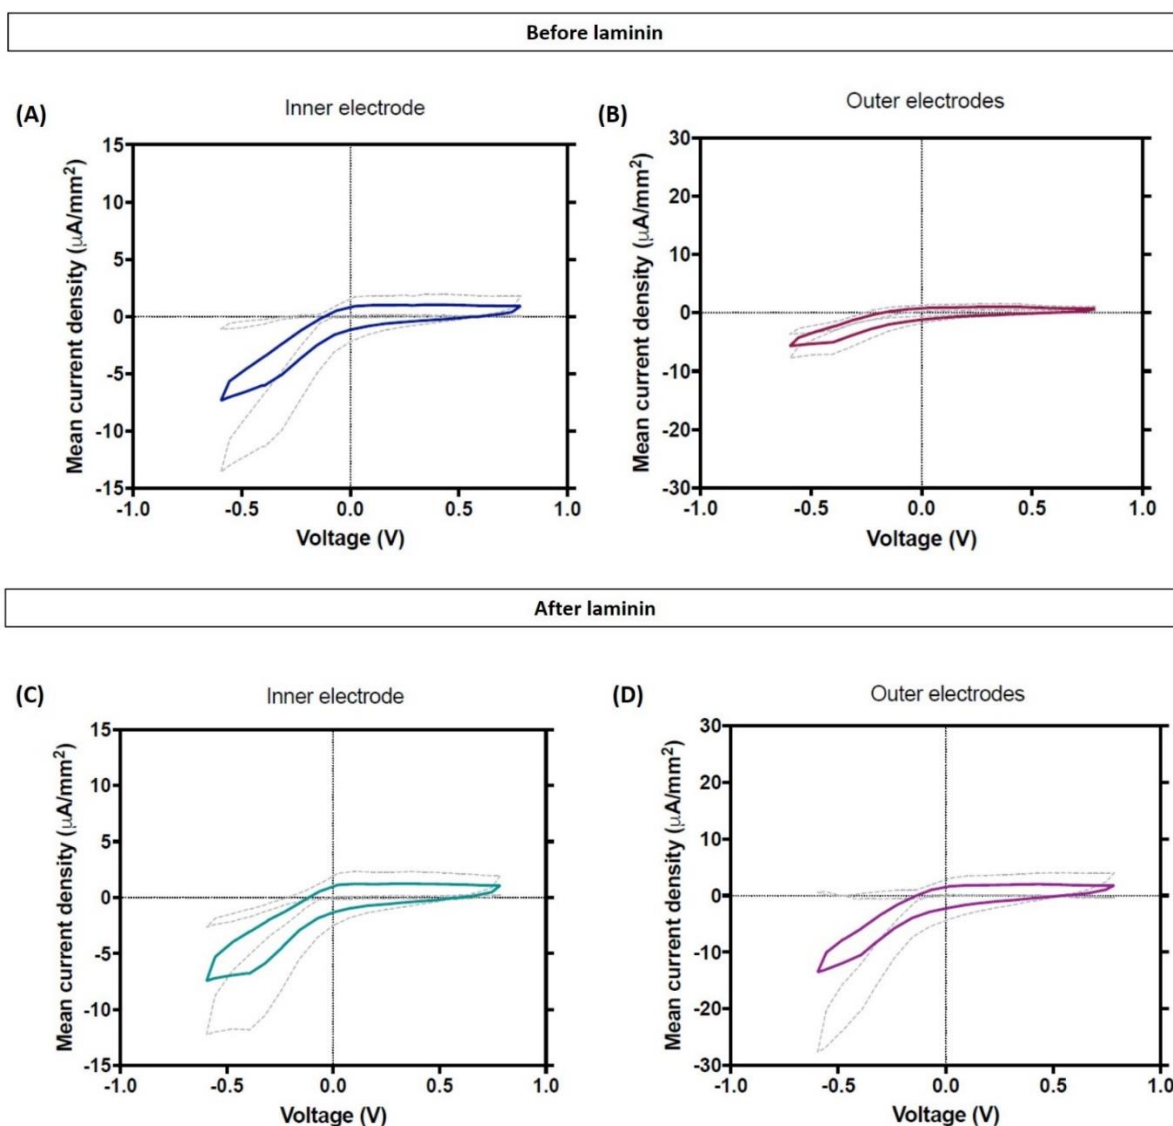 Before laminin
(A)
Inner electrode
Mean current density (μA/mm²)
15
10
5
0
-5
-10
-15
-1.0 -0.5 0.0 0.5 1.0
Voltage (V)
(B)
Outer electrodes
Mean current density (μA/mm²)
30
20
10
0
-10
-20
-30
-1.0 -0.5 0.0 0.5 1.0
Voltage (V)
After laminin
(C)
Inner electrode
Mean current density (μA/mm²)
15
10
5
0
-5
-10
-15
-1.0 -0.5 0.0 0.5 1.0
Voltage (V)
(D)
Outer electrodes
Mean current density (μA/mm²)
30
20
10
0
-10
-20
-30
-1.0 -0.5 0.0 0.5 1.0
Voltage (V)